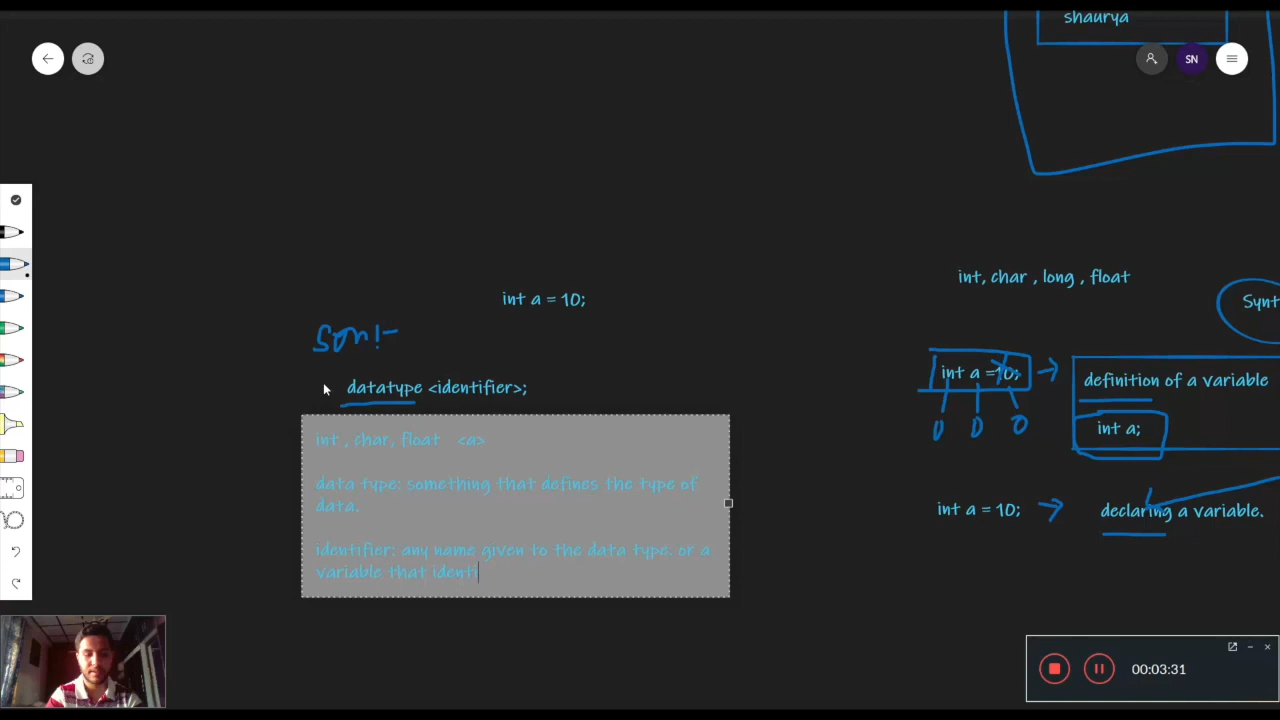 shaurya
SN
int, char , long , float
int a = 10;
Synt
Syn:-
int a =10;
definition of a variable
datatype <identifier>;
int a;
int , char, float <a>
data type: something that defines the type of
data.
int a = 10;
declaring a variable.
identifier: any name given to the data type. or a
variable that identi
00:03:31